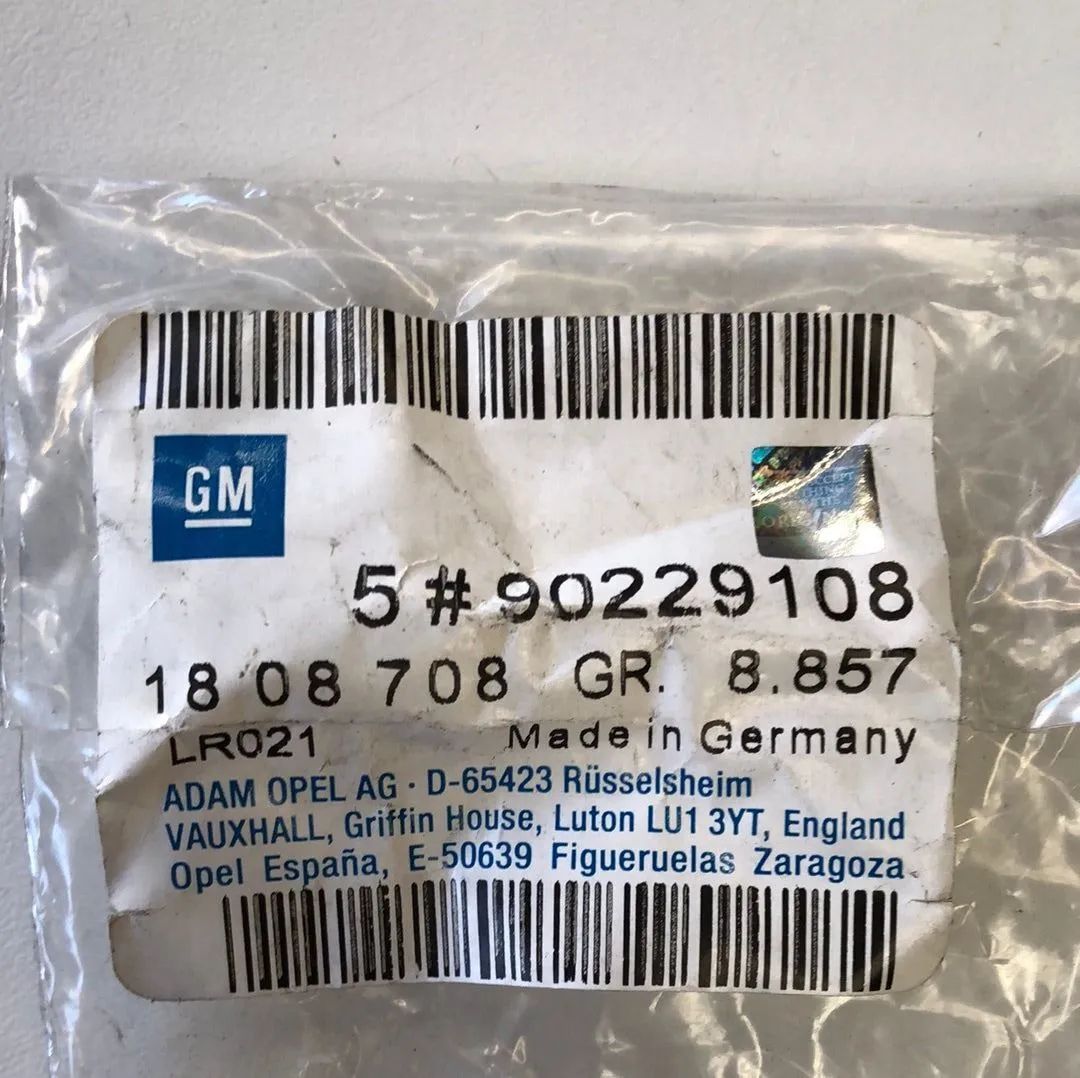 GM
5 # 90229108
18 08 708 GR. 8.857
LR021 Made in Germany
ADAM OPEL AG · D-65423 Rüsselsheim
VAUXHALL, Griffin House, Luton LU1 3YT, England
Opel España, E-50639 Figueruelas Zaragoza